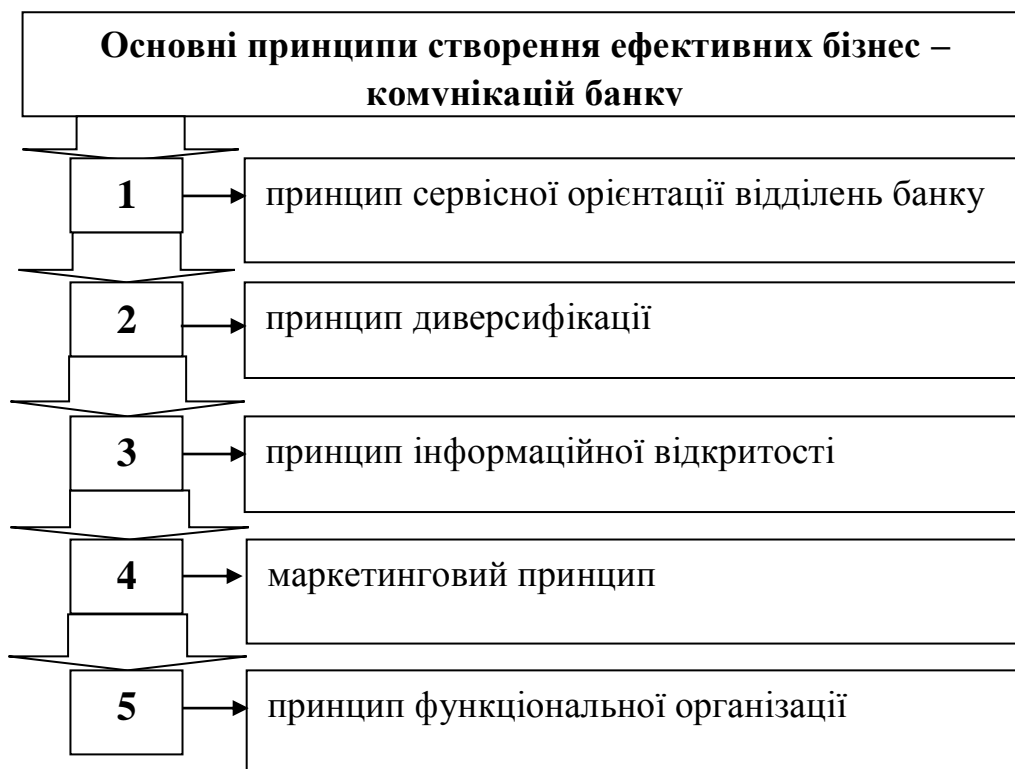 Основні принципи створення ефективних бізнес –
комунікацій банку
1 принцип сервісної орієнтації відділень банку
2 принцип диверсифікації
3 принцип інформаційної відкритості
4 маркетинговий принцип
5 принцип функціональної організації